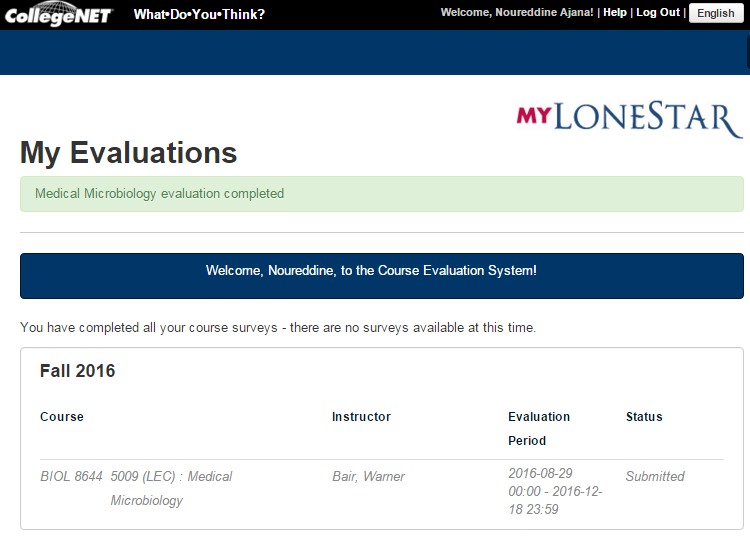 CollegeNET What•Do•You•Think? Welcome, Noureddine Ajana! | Help | Log Out | English
MYLONESTAR
My Evaluations
Medical Microbiology evaluation completed
Welcome, Noureddine, to the Course Evaluation System!
You have completed all your course surveys - there are no surveys available at this time.
Fall 2016
Course Instructor Evaluation Period Status
BIOL 8644 5009 (LEC) : Medical Microbiology Bair, Warner 2016-08-29 00:00 - 2016-12-18 23:59 Submitted